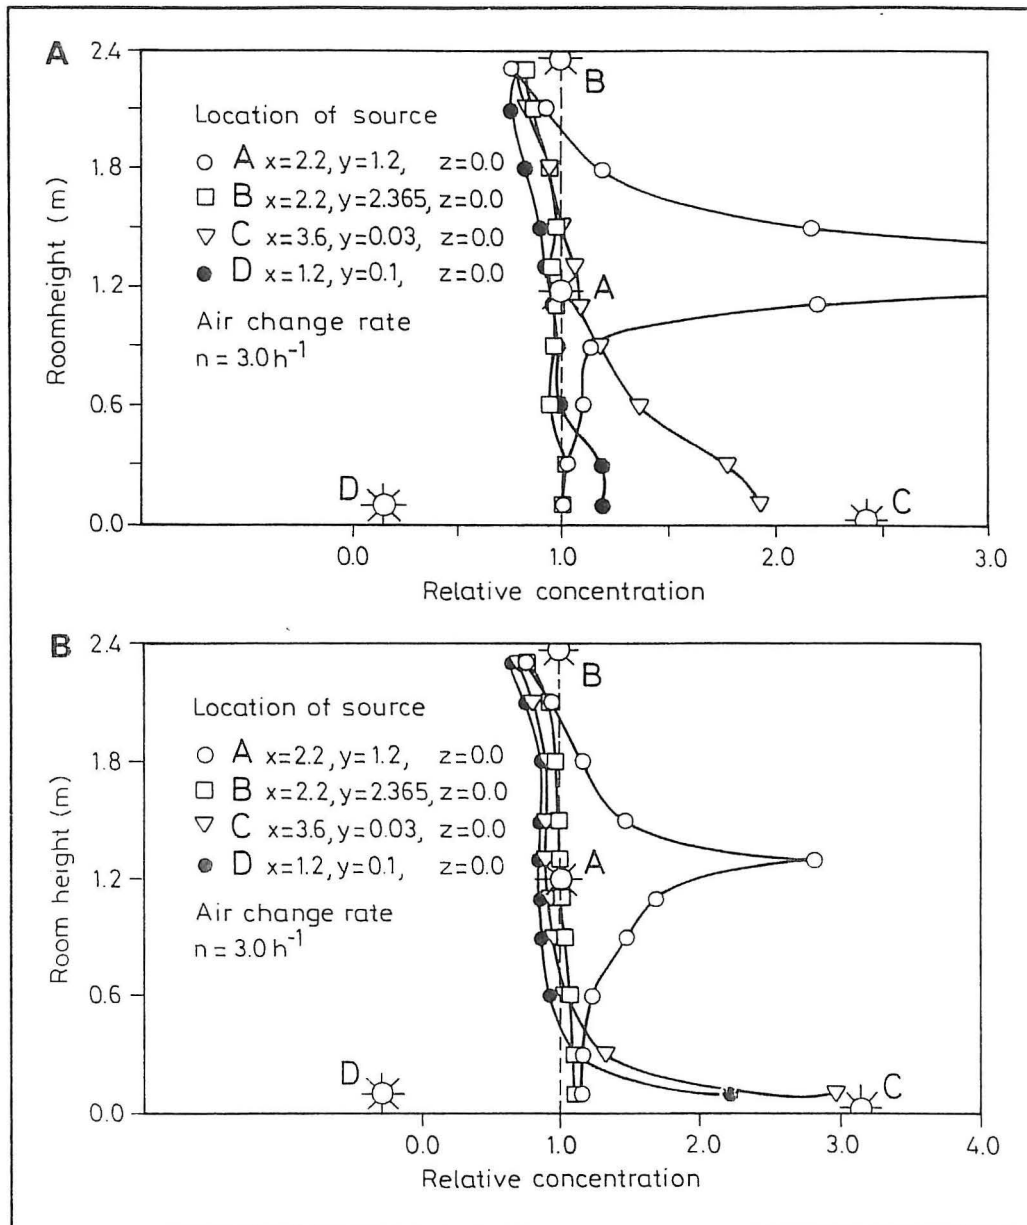 A
2.4
B
Location of source
A x=2.2, y=1.2, z=0.0
1.8
B x=2.2, y=2.365, z=0.0
C x=3.6, y=0.03, z=0.0
D x=1.2, y=0.1, z=0.0
1.2
A
Air change rate
n = 3.0 h⁻¹
0.6
D
C
0.0
Roomheight (m)
0.0 1.0 2.0 3.0
Relative concentration
B
2.4
B
Location of source
A x=2.2, y=1.2, z=0.0
1.8
B x=2.2, y=2.365, z=0.0
C x=3.6, y=0.03, z=0.0
D x=1.2, y=0.1, z=0.0
1.2
A
Air change rate
n = 3.0 h⁻¹
0.6
D
C
0.0
Room height (m)
0.0 1.0 2.0 3.0 4.0
Relative concentration